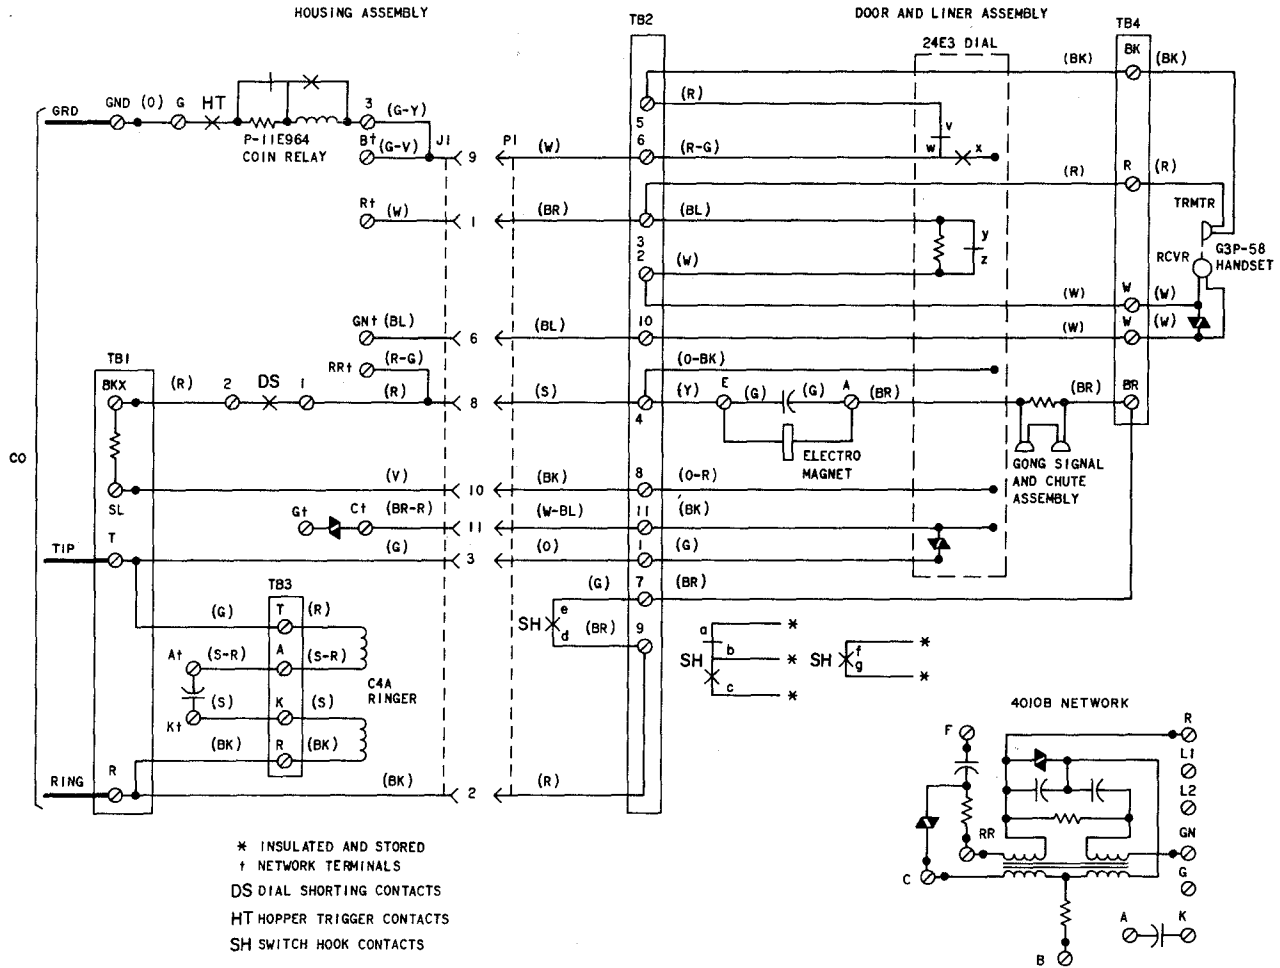 HOUSING ASSEMBLY
DOOR AND LINER ASSEMBLY
TB2
TB4
24E3 DIAL
BK
(BK) (BK)
GRD
GND (O) G HT
3 (G-Y)
(R)
5
V
P-11E964
COIN RELAY
B† (G-V)
J1
P1
9
(W)
6
(R-G)
W X
(R) R (R)
TRMTR
R† (W)
1
(BR)
(BL)
3
2
(W)
y
z
RCVR
G3P-58
HANDSET
(W) W (W)
GN† (BL)
6
(BL)
10
(W) W (W)
TB1
RR† (R-G)
(O-BK)
BKX (R) 2 DS 1 (R)
8
(S)
4
(Y) E (G) (G) A (BR)
(BR) BR
ELECTRO
MAGNET
GONG SIGNAL
AND CHUTE
ASSEMBLY
CO
SL
(V)
10
(BK)
8
(O-R)
G† C† (BR-R)
11
(W-BL)
11
(BK)
TIP
T
(G)
3
(O)
1
(G)
TB3
(G) 7 (BR)
SH e
d
(BR) 9
(G) T (R)
A† (S-R) A (S-R)
C4A
RINGER
K† (S) K (S)
(BK) R (BK)
RING
R
(BK)
2
(R)
SH a *
b *
c *
SH f *
g *
4010B NETWORK
F
R
L1
L2
RR
GN
C
G
A K
B
* INSULATED AND STORED
† NETWORK TERMINALS
DS DIAL SHORTING CONTACTS
HT HOPPER TRIGGER CONTACTS
SH SWITCH HOOK CONTACTS